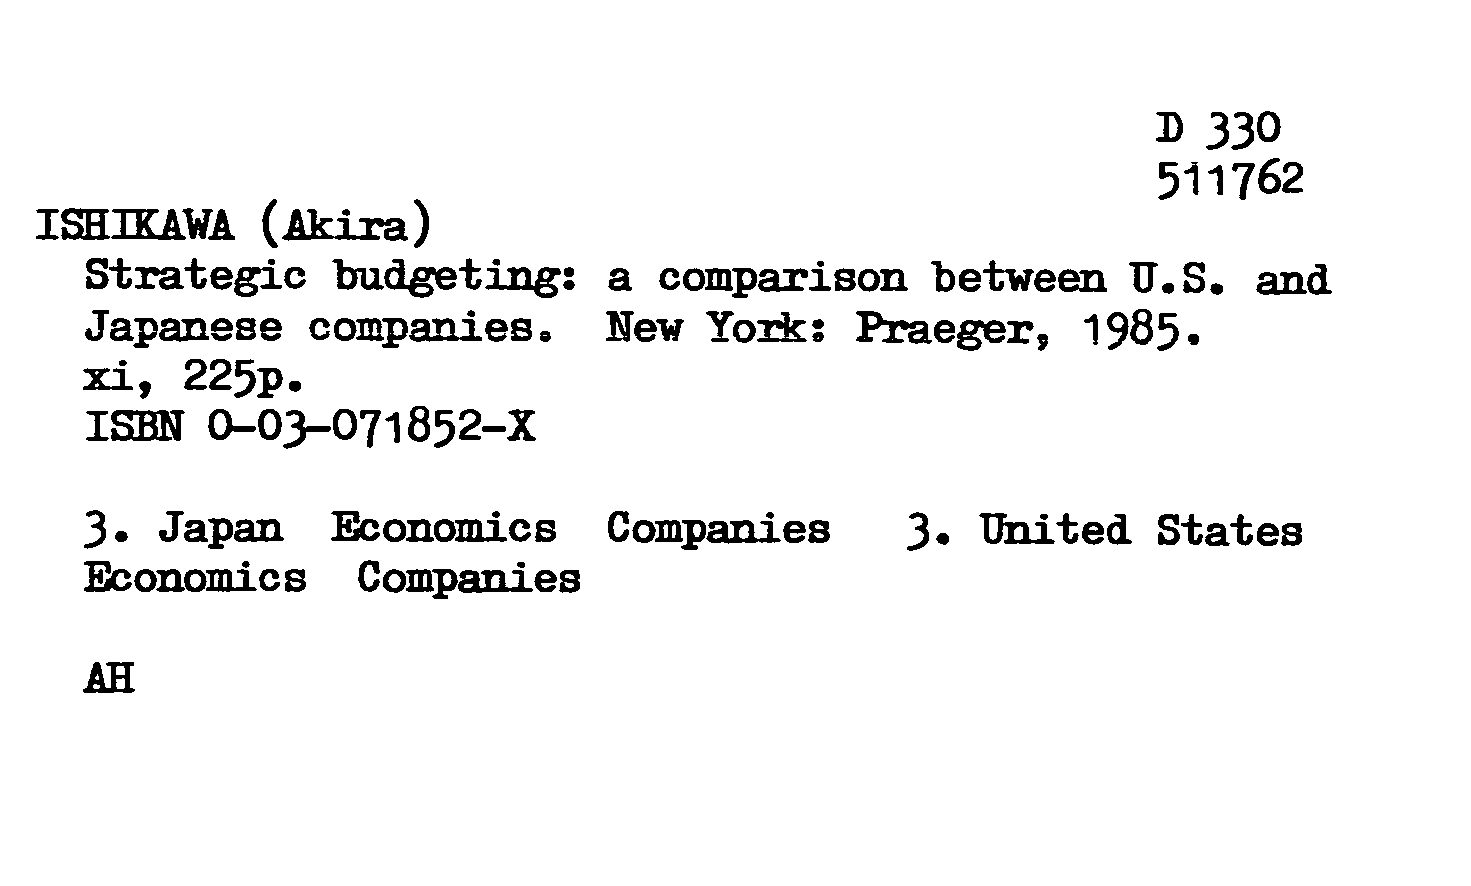 D 330
511762
ISHIKAWA (Akira)
Strategic budgeting: a comparison between U.S. and
Japanese companies. New York: Praeger, 1985.
xi, 225p.
ISBN 0-03-071852-X
3. Japan Economics Companies 3. United States
Economics Companies
AH